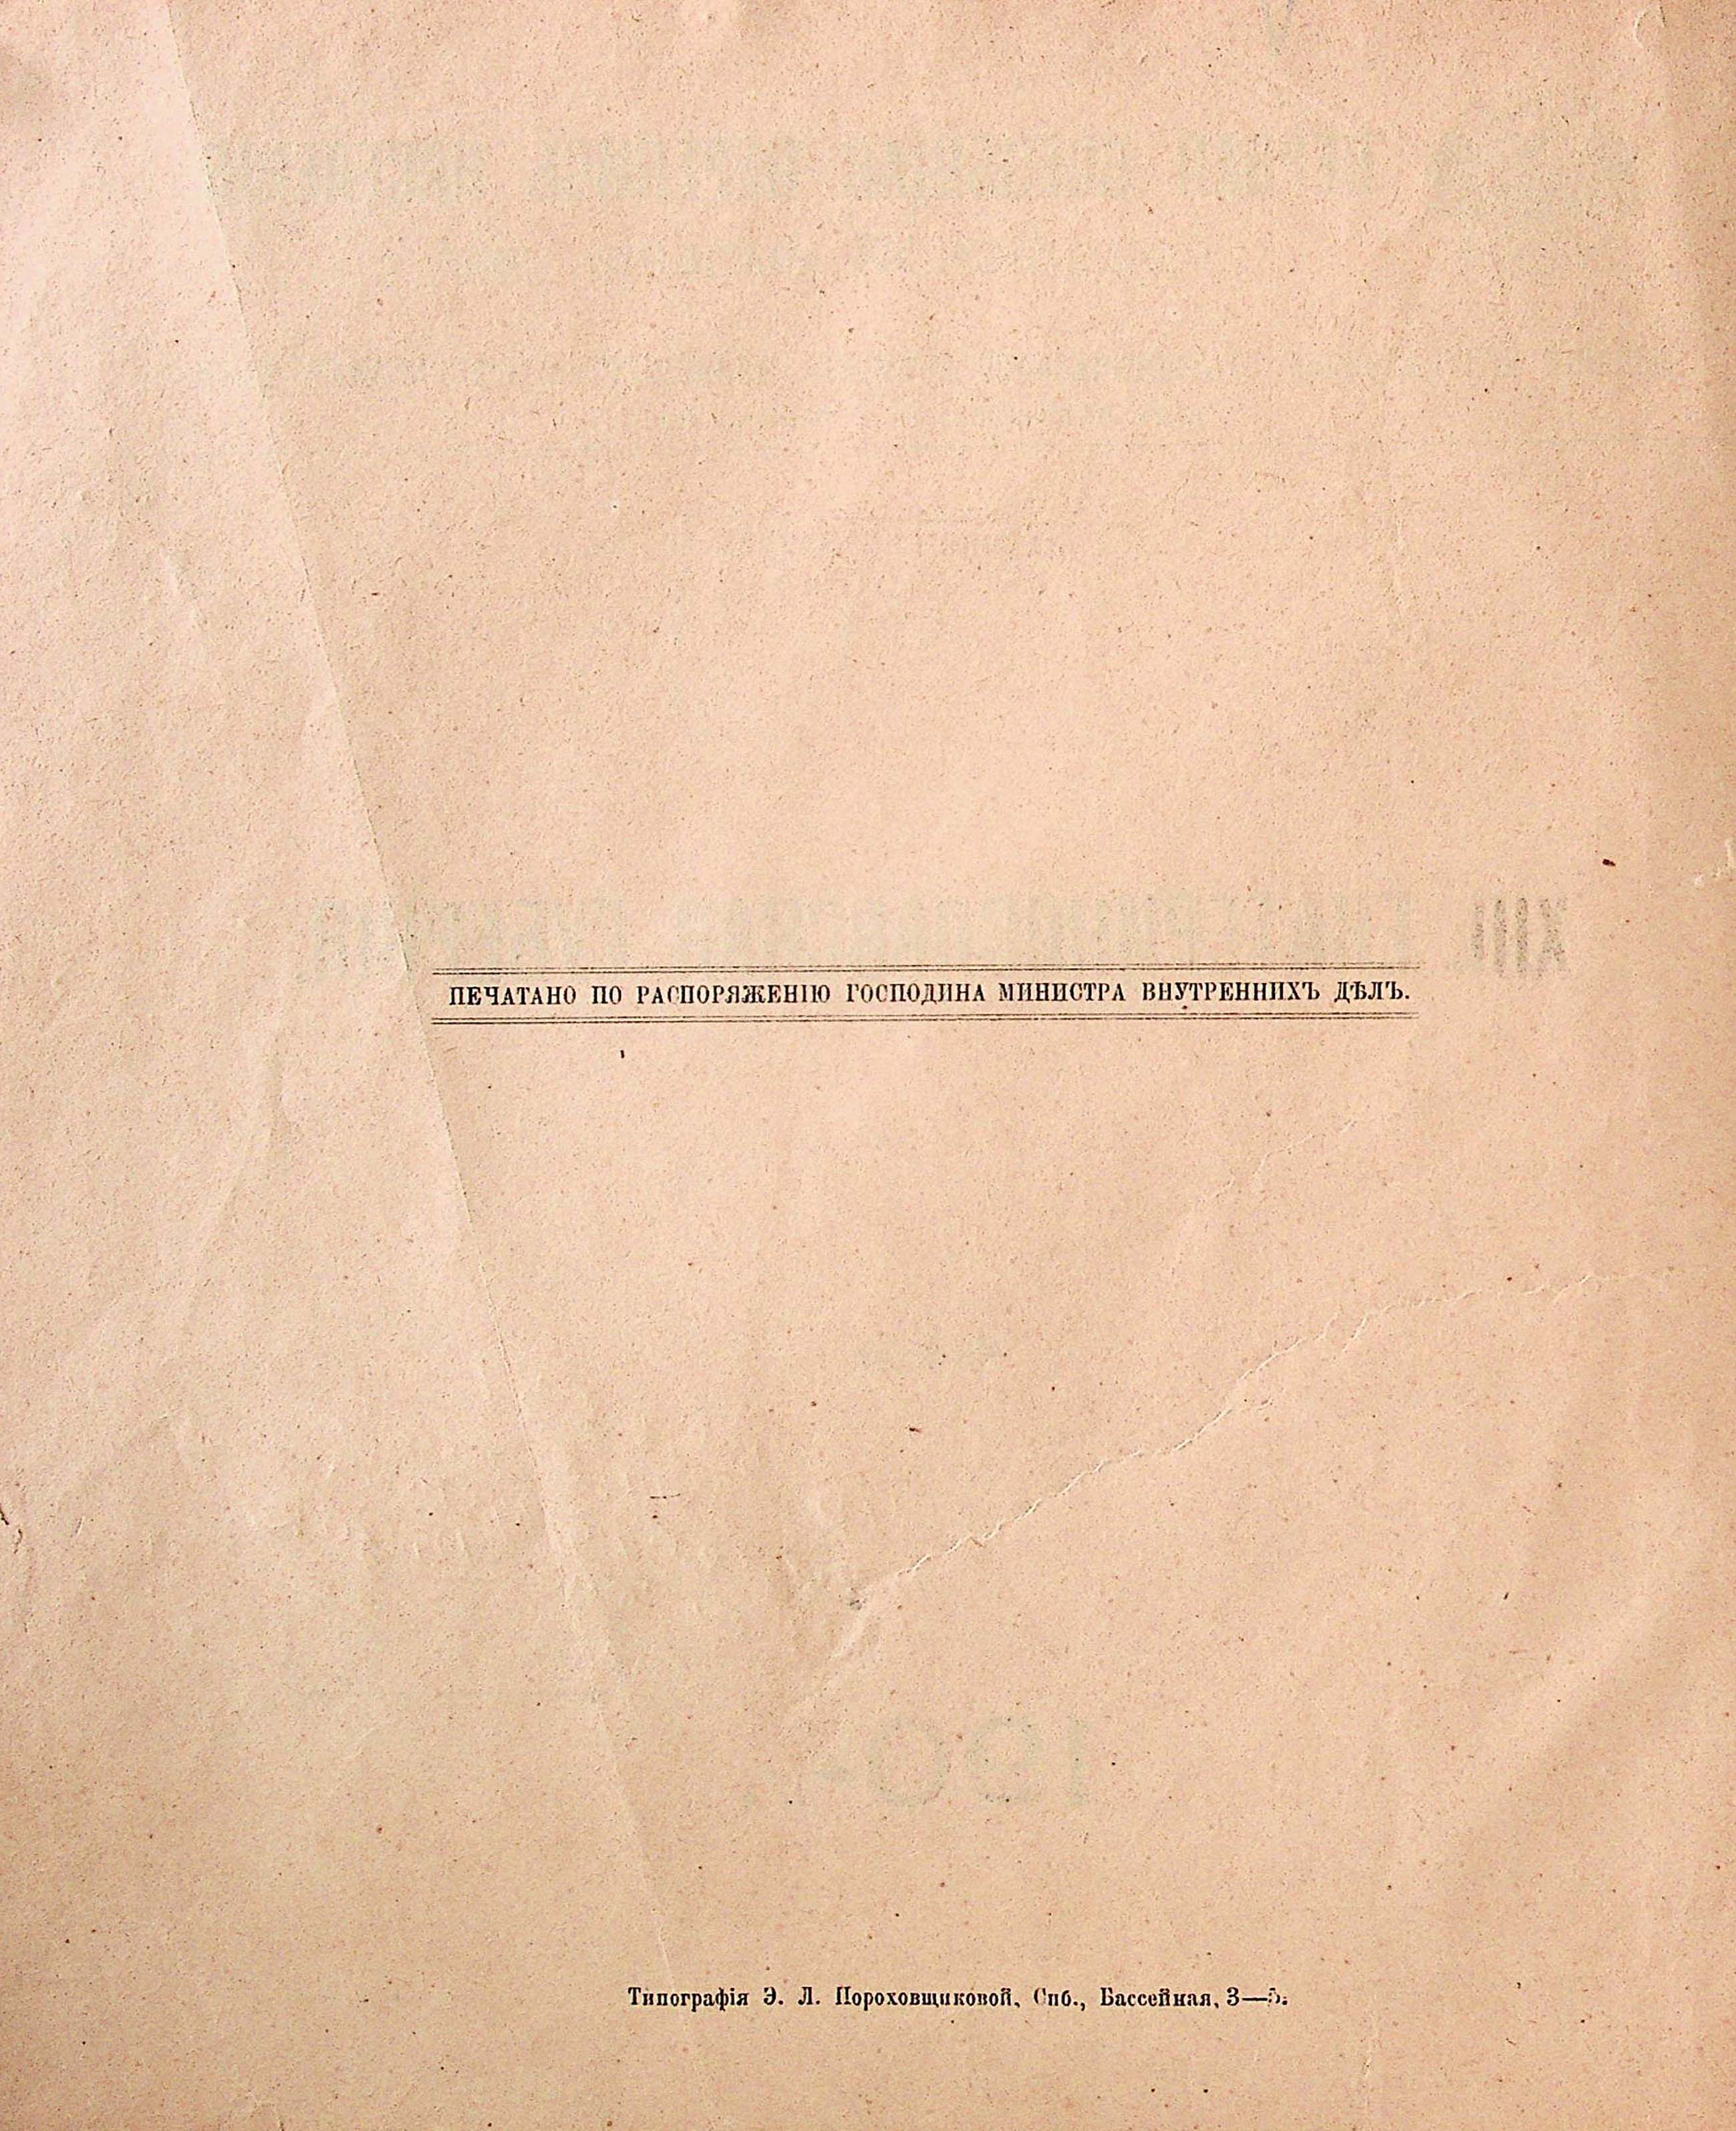 ПЕЧАТАНО ПО РАСПОРЯЖЕНІЮ ГОСПОДИНА МИНИСТРА ВНУТРЕННИХЪ ДѢЛЪ.
Типографія Э. Л. Пороховщиковой, Спб., Бассейная, 3—5.